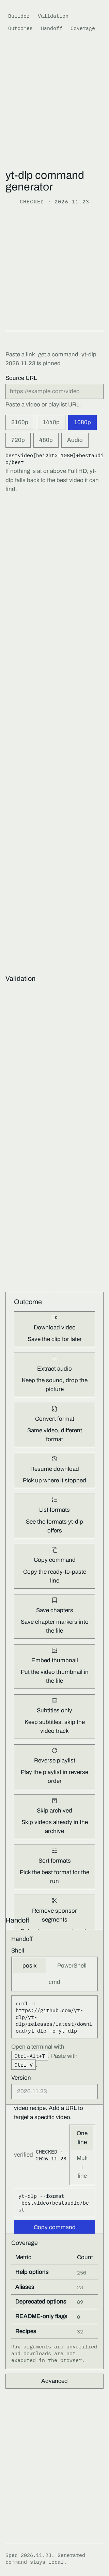 Builder Validation
Outcomes Handoff Coverage
yt-dlp command
generator
CHECKED · 2026.11.23
Paste a link, get a command. yt-dlp
2026.11.23 is pinned
Source URL
https://example.com/video
Paste a video or playlist URL.
2160p 1440p 1080p
720p 480p Audio
bestvideo[height>=1080]+bestaudi
o/best
If nothing is at or above Full HD, yt-
dlp falls back to the best video it can
find.
Validation
Outcome
Download video
Save the clip for later
Extract audio
Keep the sound, drop the
picture
Convert format
Same video, different
format
Resume download
Pick up where it stopped
List formats
See the formats yt-dlp
offers
Copy command
Copy the ready-to-paste
line
Save chapters
Save chapter markers into
the file
Embed thumbnail
Put the video thumbnail in
the file
Subtitles only
Keep subtitles, skip the
video track
Reverse playlist
Play the playlist in reverse
order
Skip archived
Skip videos already in the
archive
Sort formats
Pick the best format for the
run
Remove sponsor
segments
Handoff
Handoff
Shell
posix PowerShell
cmd
curl -L
https://github.com/yt-
dlp/yt-
dlp/releases/latest/downl
oad/yt-dlp -o yt-dlp
Open a terminal with
Ctrl+Alt+T . Paste with
Ctrl+V .
Version
2026.11.23
video recipe. Add a URL to
target a specific video.
verified CHECKED ·
2026.11.23
One
line
Mult
i
line
yt-dlp --format
'bestvideo+bestaudio/be
st'
Copy command
Coverage
Metric Count
Help options 250
Aliases 23
Deprecated options 89
README-only flags 0
Recipes 32
Raw arguments are unverified
and downloads are not
executed in the browser.
Advanced
Spec 2026.11.23. Generated
command stays local.